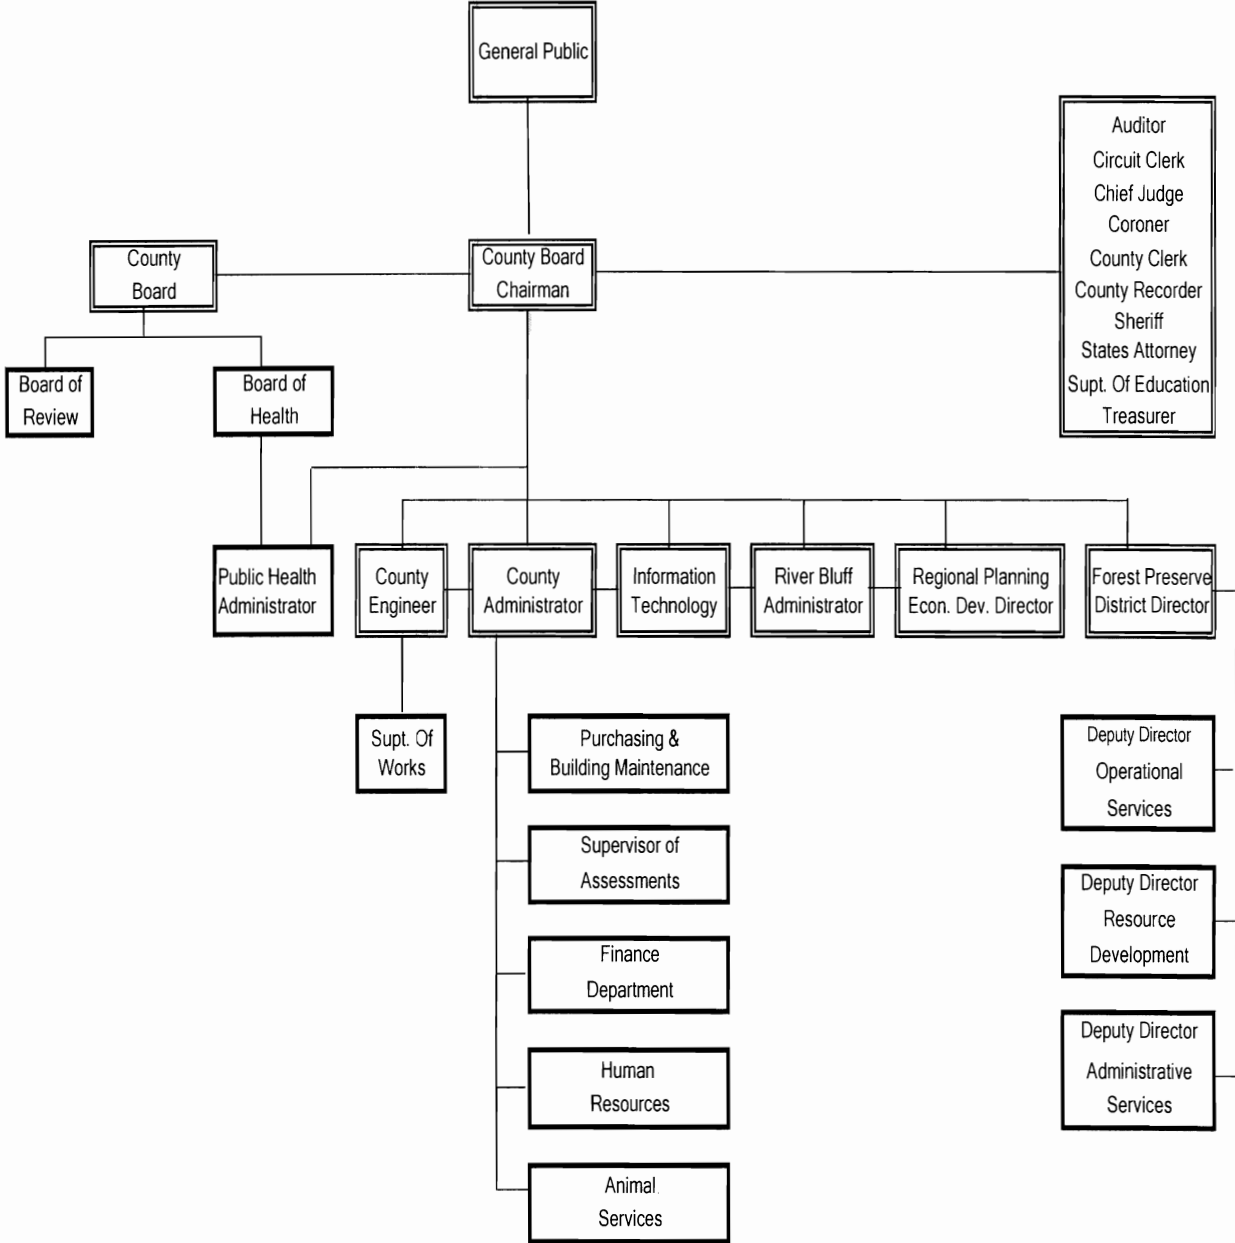 General Public
Auditor
Circuit Clerk
Chief Judge
Coroner
County Clerk
County Recorder
Sheriff
States Attorney
Supt. Of Education
Treasurer
County
Board
County Board
Chairman
Board of
Review
Board of
Health
Public Health
Administrator
County
Engineer
County
Administrator
Information
Technology
River Bluff
Administrator
Regional Planning
Econ. Dev. Director
Forest Preserve
District Director
Supt. Of
Works
Purchasing &
Building Maintenance
Supervisor of
Assessments
Finance
Department
Human
Resources
Animal
Services
Deputy Director
Operational
Services
Deputy Director
Resource
Development
Deputy Director
Administrative
Services